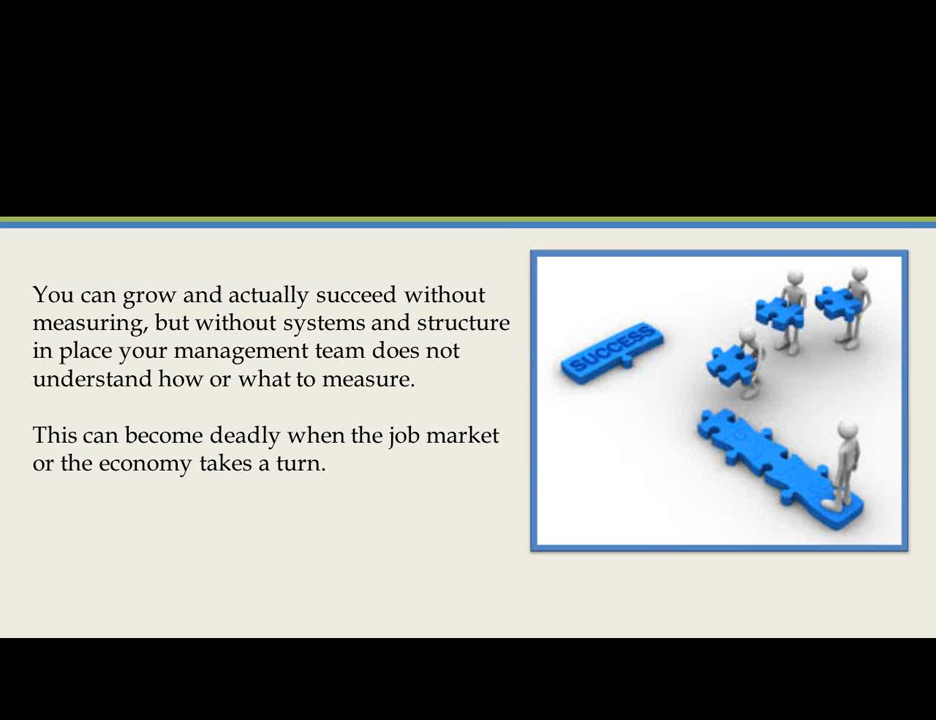 You can grow and actually succeed without
measuring, but without systems and structure
in place your management team does not
understand how or what to measure.
This can become deadly when the job market
or the economy takes a turn.
SUCCESS